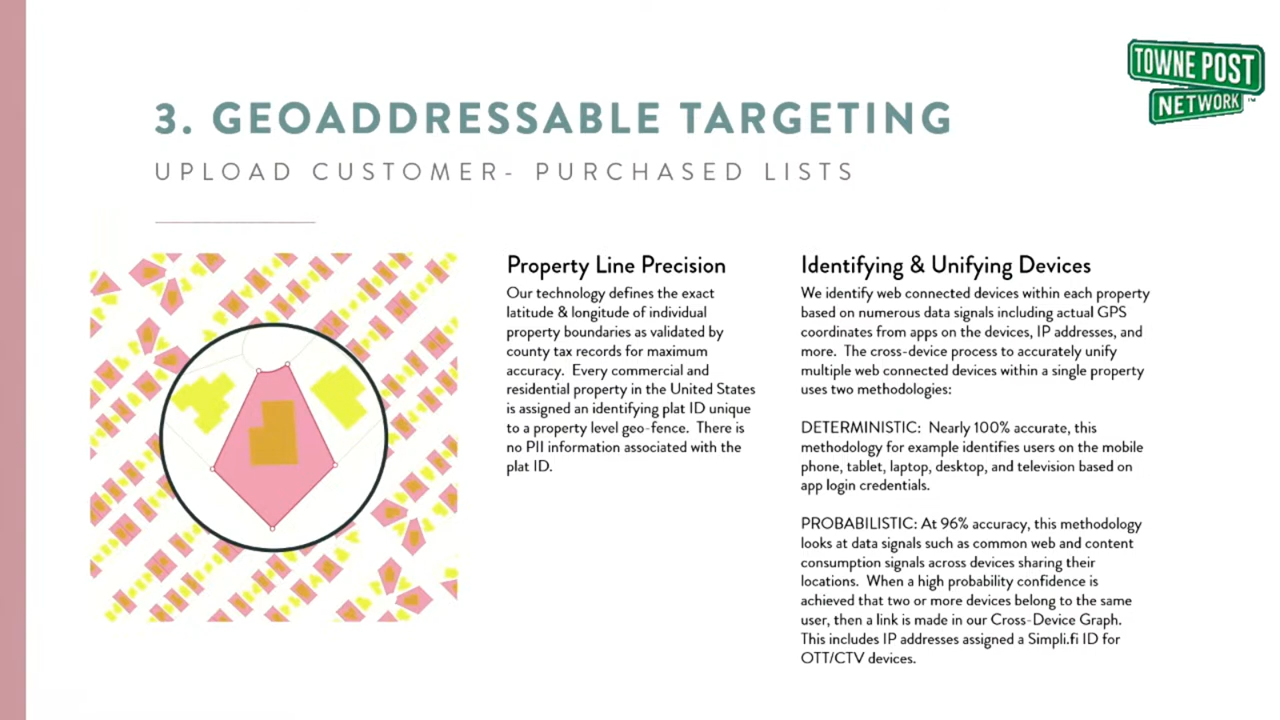 TOWNE POST
NETWORK™
3. GEOADDRESSABLE TARGETING
UPLOAD CUSTOMER- PURCHASED LISTS
Property Line Precision
Our technology defines the exact
latitude & longitude of individual
property boundaries as validated by
county tax records for maximum
accuracy. Every commercial and
residential property in the United States
is assigned an identifying plat ID unique
to a property level geo-fence. There is
no PII information associated with the
plat ID.
Identifying & Unifying Devices
We identify web connected devices within each property
based on numerous data signals including actual GPS
coordinates from apps on the devices, IP addresses, and
more. The cross-device process to accurately unify
multiple web connected devices within a single property
uses two methodologies:
DETERMINISTIC: Nearly 100% accurate, this
methodology for example identifies users on the mobile
phone, tablet, laptop, desktop, and television based on
app login credentials.
PROBABILISTIC: At 96% accuracy, this methodology
looks at data signals such as common web and content
consumption signals across devices sharing their
locations. When a high probability confidence is
achieved that two or more devices belong to the same
user, then a link is made in our Cross-Device Graph.
This includes IP addresses assigned a Simpli.fi ID for
OTT/CTV devices.